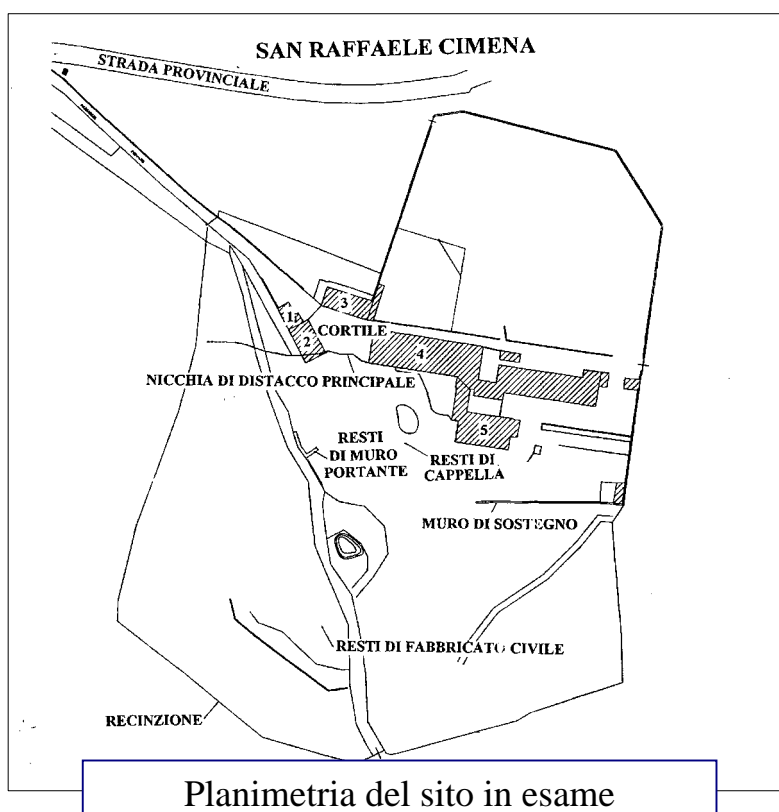 SAN RAFFAELE CIMENA
STRADA PROVINCIALE
3
1
CORTILE
2
4
NICCHIA DI DISTACCO PRINCIPALE
5
RESTI
DI MURO
PORTANTE
RESTI DI
CAPPELLA
MURO DI SOSTEGNO
RESTI DI FABBRICATO CIVILE
RECINZIONE
Planimetria del sito in esame